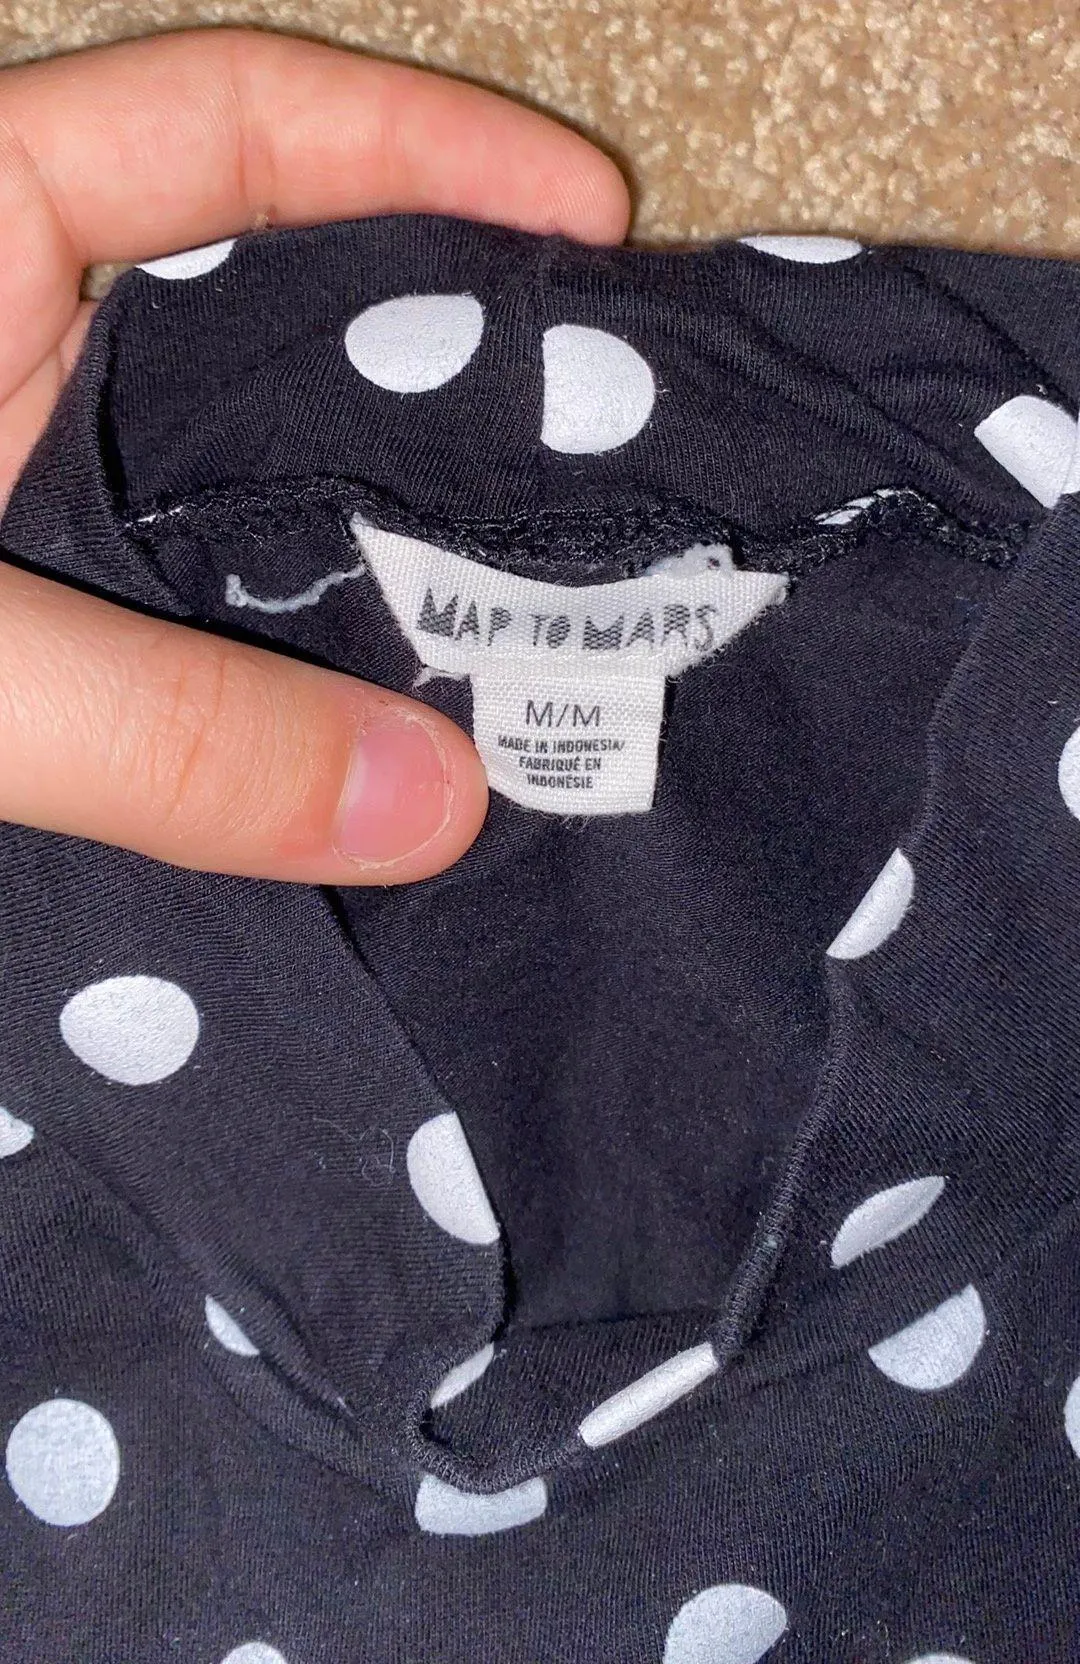 MAP TO MARS
M/M
MADE IN INDONESIA/
FABRIQUÉ EN
INDONÉSIE